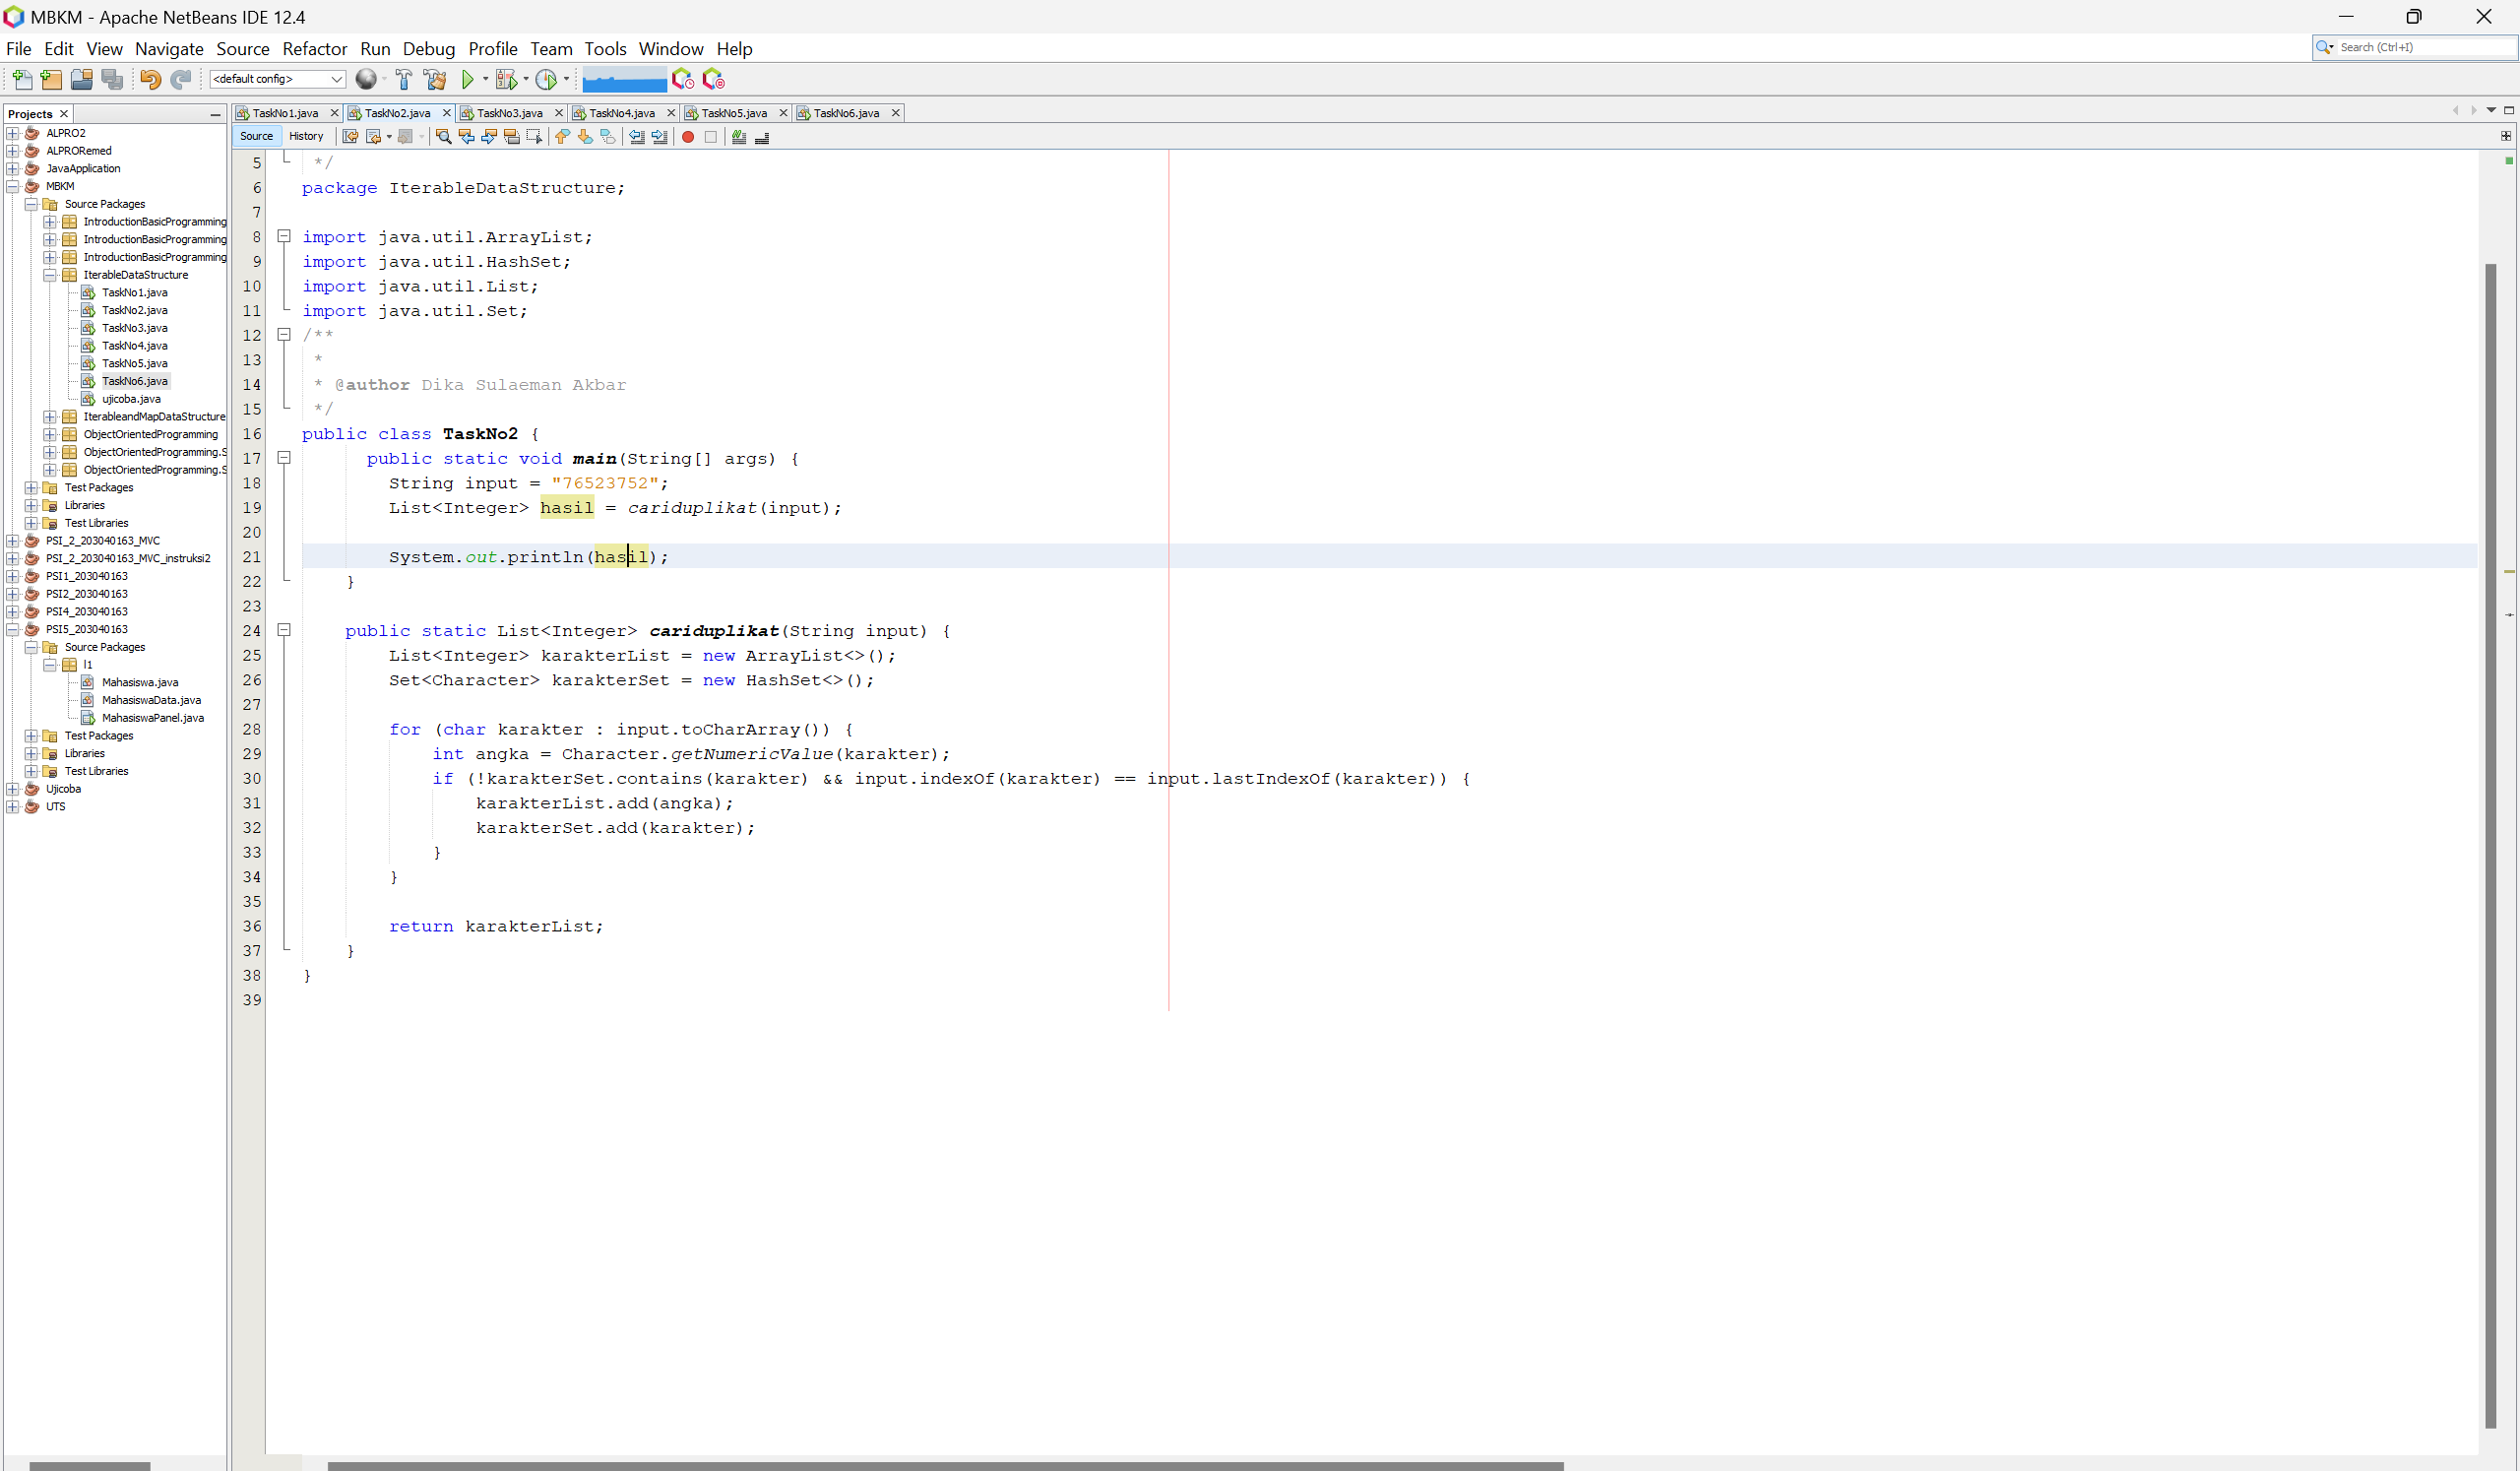 MBKM - Apache NetBeans IDE 12.4
File Edit View Navigate Source Refactor Run Debug Profile Team Tools Window Help
Search (Ctrl+I)
<default config>
Projects
TaskNo1.java TaskNo2.java TaskNo3.java TaskNo4.java TaskNo5.java TaskNo6.java
Source History
ALPRO2
ALPRORemed
JavaApplication
MBKM
Source Packages
IntroductionBasicProgramming
IntroductionBasicProgramming
IntroductionBasicProgramming
IterableDataStructure
TaskNo1.java
TaskNo2.java
TaskNo3.java
TaskNo4.java
TaskNo5.java
TaskNo6.java
ujicoba.java
IterableandMapDataStructure
ObjectOrientedProgramming
ObjectOrientedProgramming.S
ObjectOrientedProgramming.S
Test Packages
Libraries
Test Libraries
PSI_2_203040163_MVC
PSI_2_203040163_MVC_instruksi2
PSI1_203040163
PSI2_203040163
PSI4_203040163
PSI5_203040163
Source Packages
l1
Mahasiswa.java
MahasiswaData.java
MahasiswaPanel.java
Test Packages
Libraries
Test Libraries
Ujicoba
UTS
5 */
6 package IterableDataStructure;
7
8 import java.util.ArrayList;
9 import java.util.HashSet;
10 import java.util.List;
11 import java.util.Set;
12 /**
13 *
14 * @author Dika Sulaeman Akbar
15 */
16 public class TaskNo2 {
17 public static void main(String[] args) {
18 String input = "76523752";
19 List<Integer> hasil = cariduplikat(input);
20
21 System.out.println(hasil);
22 }
23
24 public static List<Integer> cariduplikat(String input) {
25 List<Integer> karakterList = new ArrayList<>();
26 Set<Character> karakterSet = new HashSet<>();
27
28 for (char karakter : input.toCharArray()) {
29 int angka = Character.getNumericValue(karakter);
30 if (!karakterSet.contains(karakter) && input.indexOf(karakter) == input.lastIndexOf(karakter)) {
31 karakterList.add(angka);
32 karakterSet.add(karakter);
33 }
34 }
35
36 return karakterList;
37 }
38 }
39